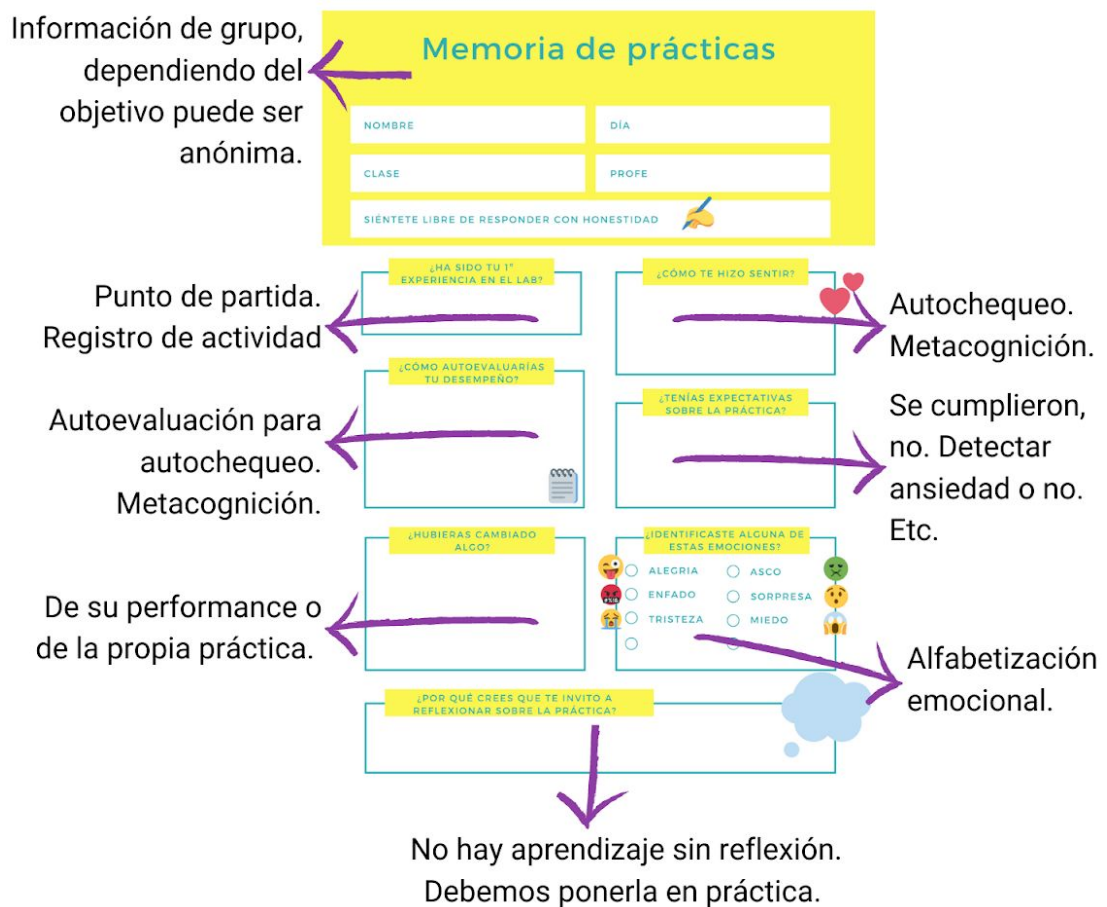 Información de grupo,
dependiendo del
objetivo puede ser
anónima.
Memoria de prácticas
NOMBRE
DÍA
CLASE
PROFE
SIÉNTETE LIBRE DE RESPONDER CON HONESTIDAD
¿HA SIDO TU 1ª
EXPERIENCIA EN EL LAB?
Punto de partida.
Registro de actividad
¿CÓMO TE HIZO SENTIR?
Autochequeo.
Metacognición.
¿CÓMO AUTOEVALUARÍAS
TU DESEMPEÑO?
Autoevaluación para
autochequeo.
Metacognición.
¿TENÍAS EXPECTATIVAS
SOBRE LA PRÁCTICA?
Se cumplieron,
no. Detectar
ansiedad o no.
Etc.
¿HUBIERAS CAMBIADO
ALGO?
De su performance o
de la propia práctica.
¿IDENTIFICASTE ALGUNA DE
ESTAS EMOCIONES?
ALEGRIA
ASCO
ENFADO
SORPRESA
TRISTEZA
MIEDO
Alfabetización
emocional.
¿POR QUÉ CREES QUE TE INVITO A
REFLEXIONAR SOBRE LA PRÁCTICA?
No hay aprendizaje sin reflexión.
Debemos ponerla en práctica.